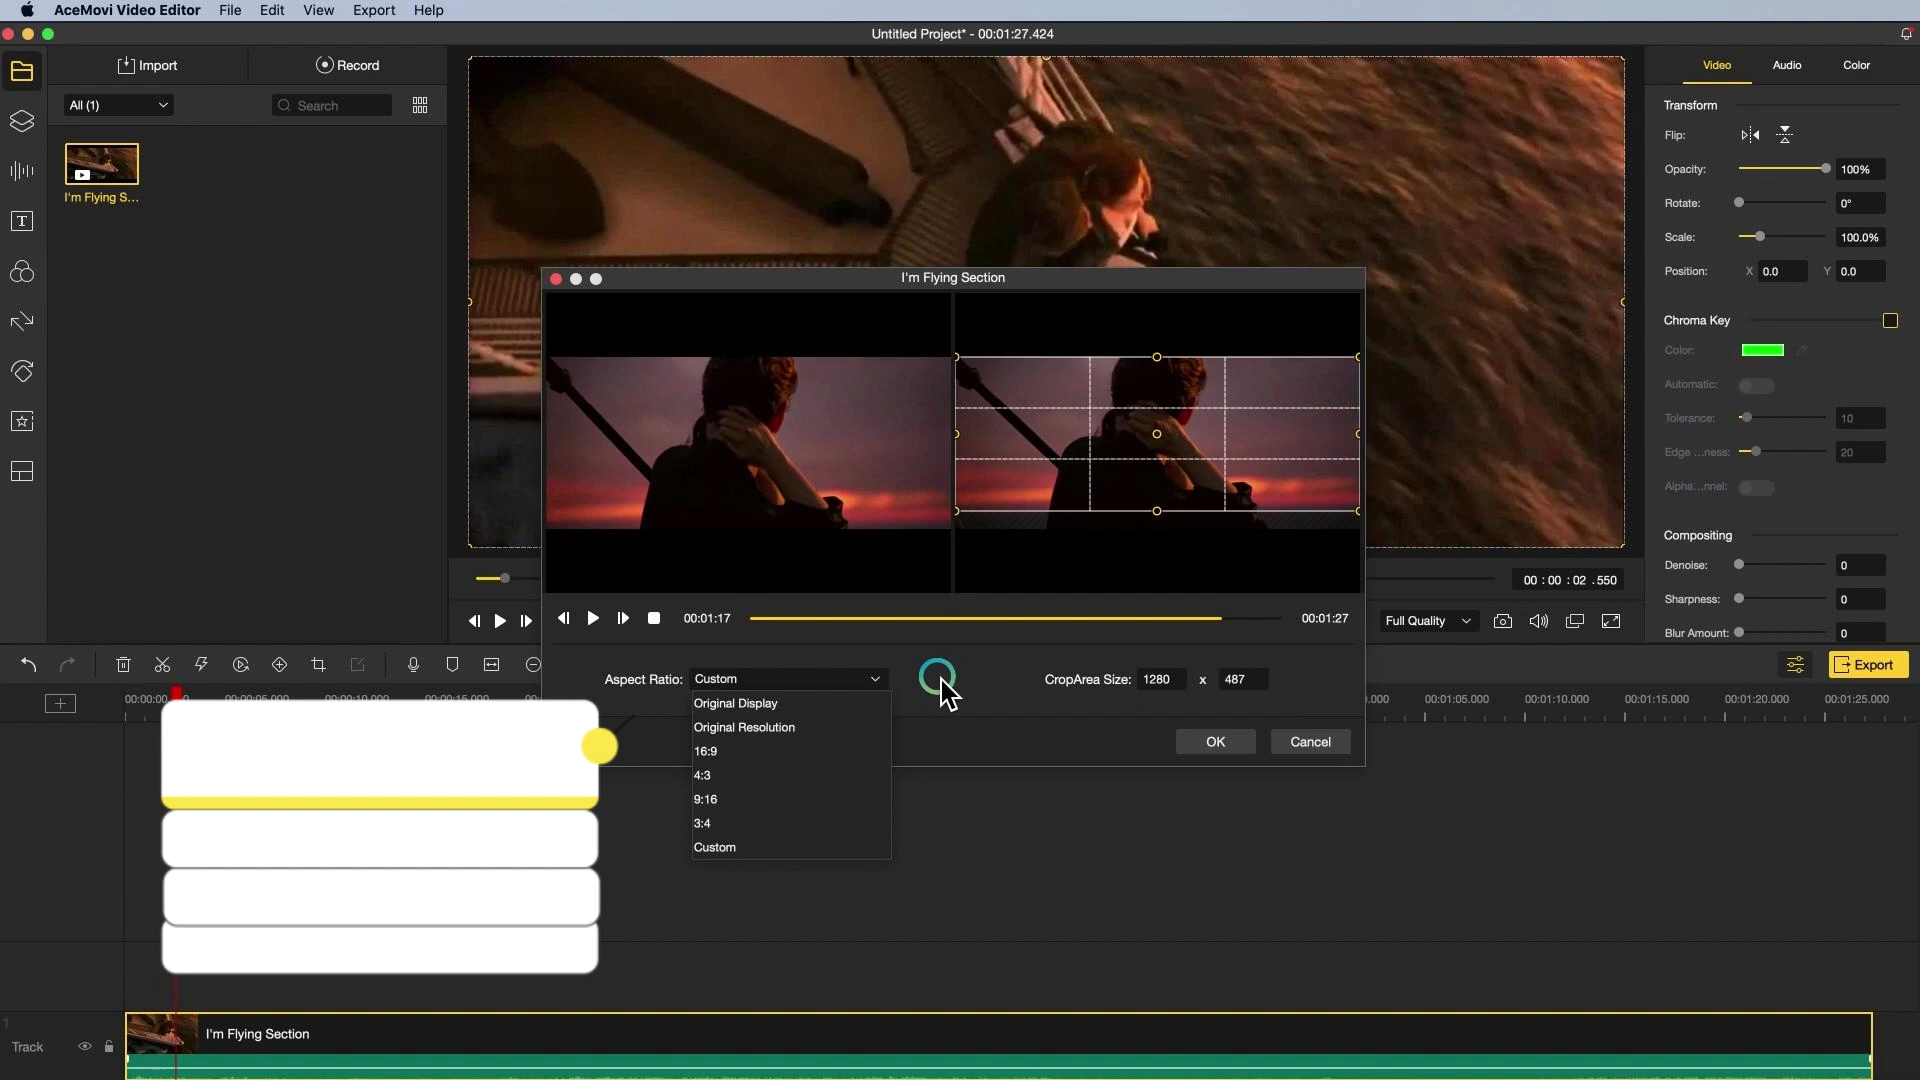 AceMovi Video Editor File Edit View Export Help
Untitled Project* - 00:01:27.424
Import Record
All (1) Search
I'm Flying S...
Video Audio Color
Transform
Flip:
Opacity: 100%
Rotate: 0°
Scale: 100.0%
Position: X 0.0 Y 0.0
Chroma Key
Color:
Automatic:
Tolerance: 10
Edge ...ness: 20
Alpha...nnel:
Compositing
Denoise: 0
Sharpness: 0
Blur Amount: 0
I'm Flying Section
00:01:17 00:01:27
00 : 00 : 02 .550
Full Quality
Aspect Ratio: Custom
CropArea Size: 1280 x 487
Original Display
Original Resolution
16:9
4:3
9:16
3:4
Custom
OK Cancel
Export
00:00:05.000 00:00:10.000 00:00:15.000
00:01:05.000 00:01:10.000 00:01:15.000 00:01:20.000 00:01:25.000
1
Track
I'm Flying Section